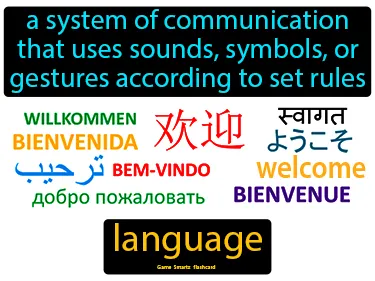 a system of communication
that uses sounds, symbols, or
gestures according to set rules
WILLKOMMEN
欢迎
स्वागत
BIENVENIDA
ようこそ
ترحيب
BEM-VINDO
welcome
добро пожаловать
BIENVENUE
language
Game Smartz flashcard